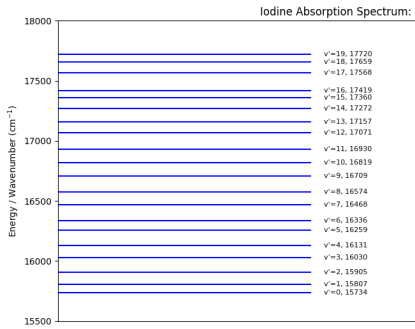 Iodine Absorption Spectrum:
18000
17500
17000
16500
16000
15500
Energy / Wavenumber (cm⁻¹)
v'=19, 17720
v'=18, 17659
v'=17, 17568
v'=16, 17419
v'=15, 17360
v'=14, 17272
v'=13, 17157
v'=12, 17071
v'=11, 16930
v'=10, 16819
v'=9, 16709
v'=8, 16574
v'=7, 16468
v'=6, 16336
v'=5, 16259
v'=4, 16131
v'=3, 16030
v'=2, 15905
v'=1, 15807
v'=0, 15734